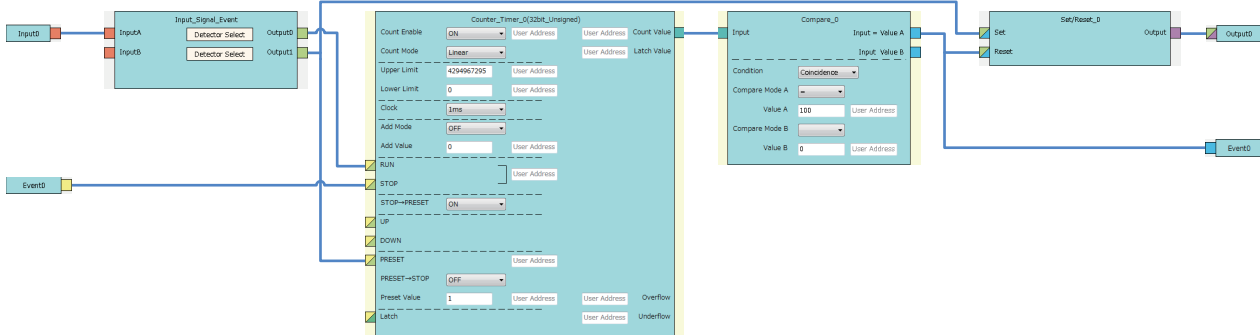 Input0
Input_Signal_Event
InputA
Detector Select
Output0
InputB
Detector Select
Output1
Event0
Counter_Timer_0(32bit_Unsigned)
Count Enable
ON
User Address
User Address
Count Value
Count Mode
Linear
User Address
Latch Value
Upper Limit
4294967295
User Address
Lower Limit
0
User Address
Clock
1ms
Add Mode
OFF
Add Value
0
User Address
RUN
User Address
STOP
STOP→PRESET
ON
UP
DOWN
PRESET
User Address
PRESET→STOP
OFF
Preset Value
1
User Address
User Address
Overflow
Latch
User Address
Underflow
Compare_0
Input
Input = Value A
Input Value B
Condition
Coincidence
Compare Mode A
=
Value A
100
User Address
Compare Mode B
Value B
0
User Address
Set/Reset_0
Set
Output
Reset
Output0
Event0